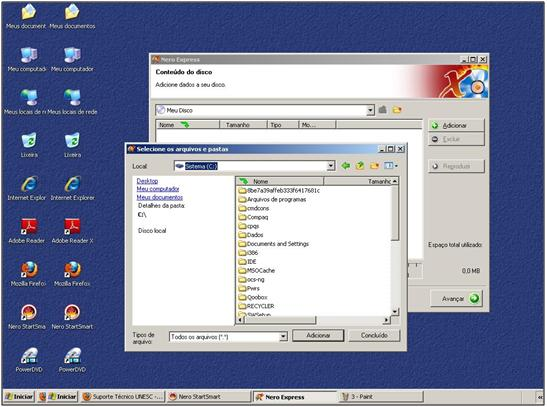 Meus document Meus documentos
Meu computad Meu computador
Meus locais de r Meus locais de rede
Lixeira Lixeira
Internet Explor Internet Explorer
Adobe Reader Adobe Reader X
Mozilla Firefo Mozilla Firefox
Nero StartSma Nero StartSmart
PowerDVD PowerDVD
Nero Express
Conteúdo do disco
Adicione dados a seu disco.
Meu Disco
Nome Tamanho Tipo Mo...
Adicionar
Excluir
Reproduzir
Espaço total utilizado:
0,0 MB
Avançar
Selecione os arquivos e pastas
Local: Sistema (C:)
Desktop
Meu computador
Meus documentos
Detalhes da pasta:
C:\
Disco local
Nome Tamanho
8be7a39affeb333f6417681c
Arquivos de programas
cmdcons
Compaq
cpqs
Dados
Documents and Settings
i386
IDE
MSOCache
ocs-ng
Pwrs
Qoobox
RECYCLER
SWSetup
Tipos de arquivo: Todos os arquivos (*.*)
Adicionar Concluído
Iniciar Iniciar Suporte Técnico UNESC -... Nero StartSmart Nero Express 3 - Paint